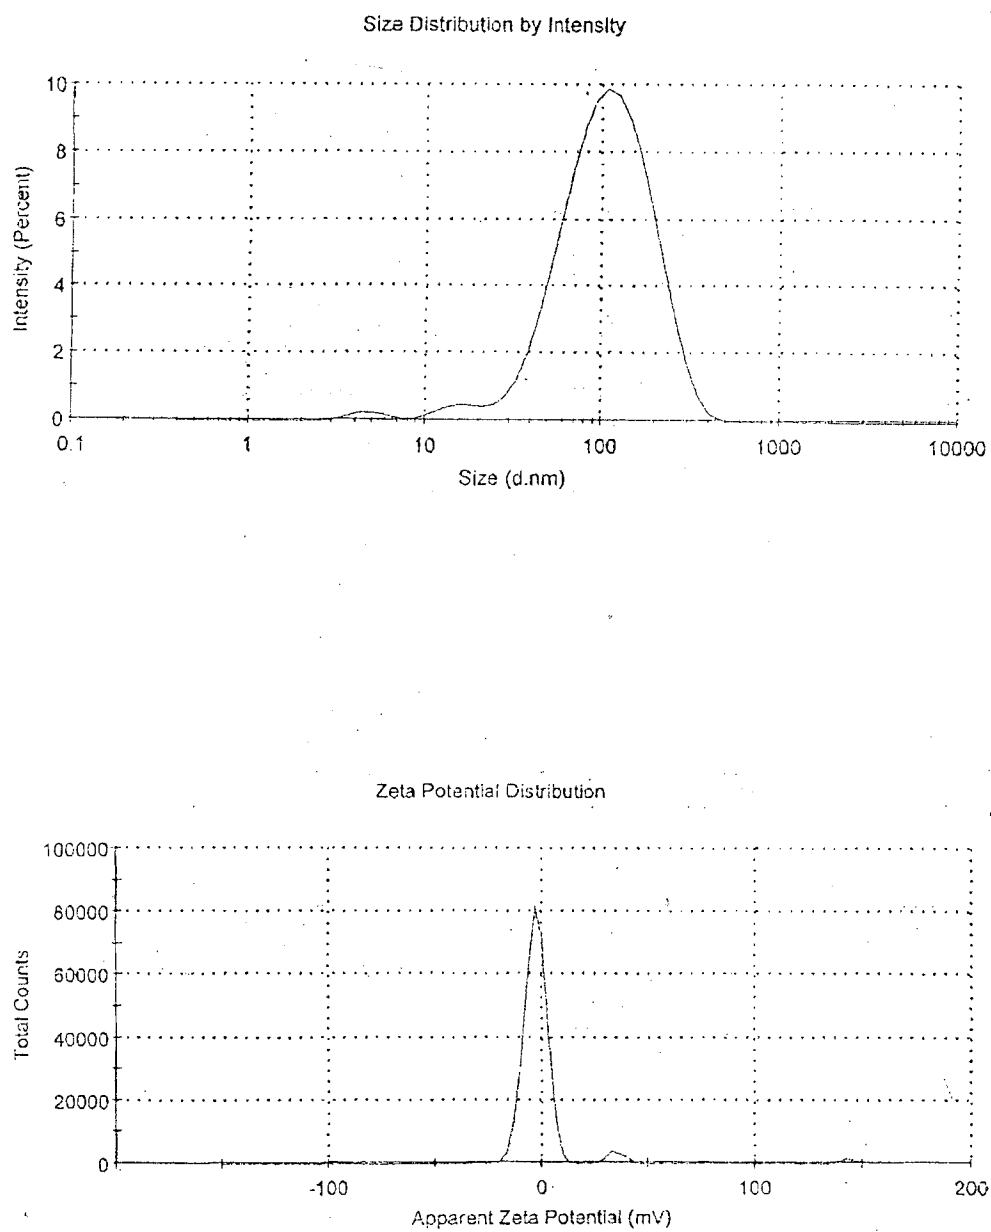 Size Distribution by Intensity
10
8
6
4
2
0
Intensity (Percent)
0.1 1 10 100 1000 10000
Size (d.nm)
Zeta Potential Distribution
100000
80000
60000
40000
20000
0
Total Counts
-100 0 100 200
Apparent Zeta Potential (mV)